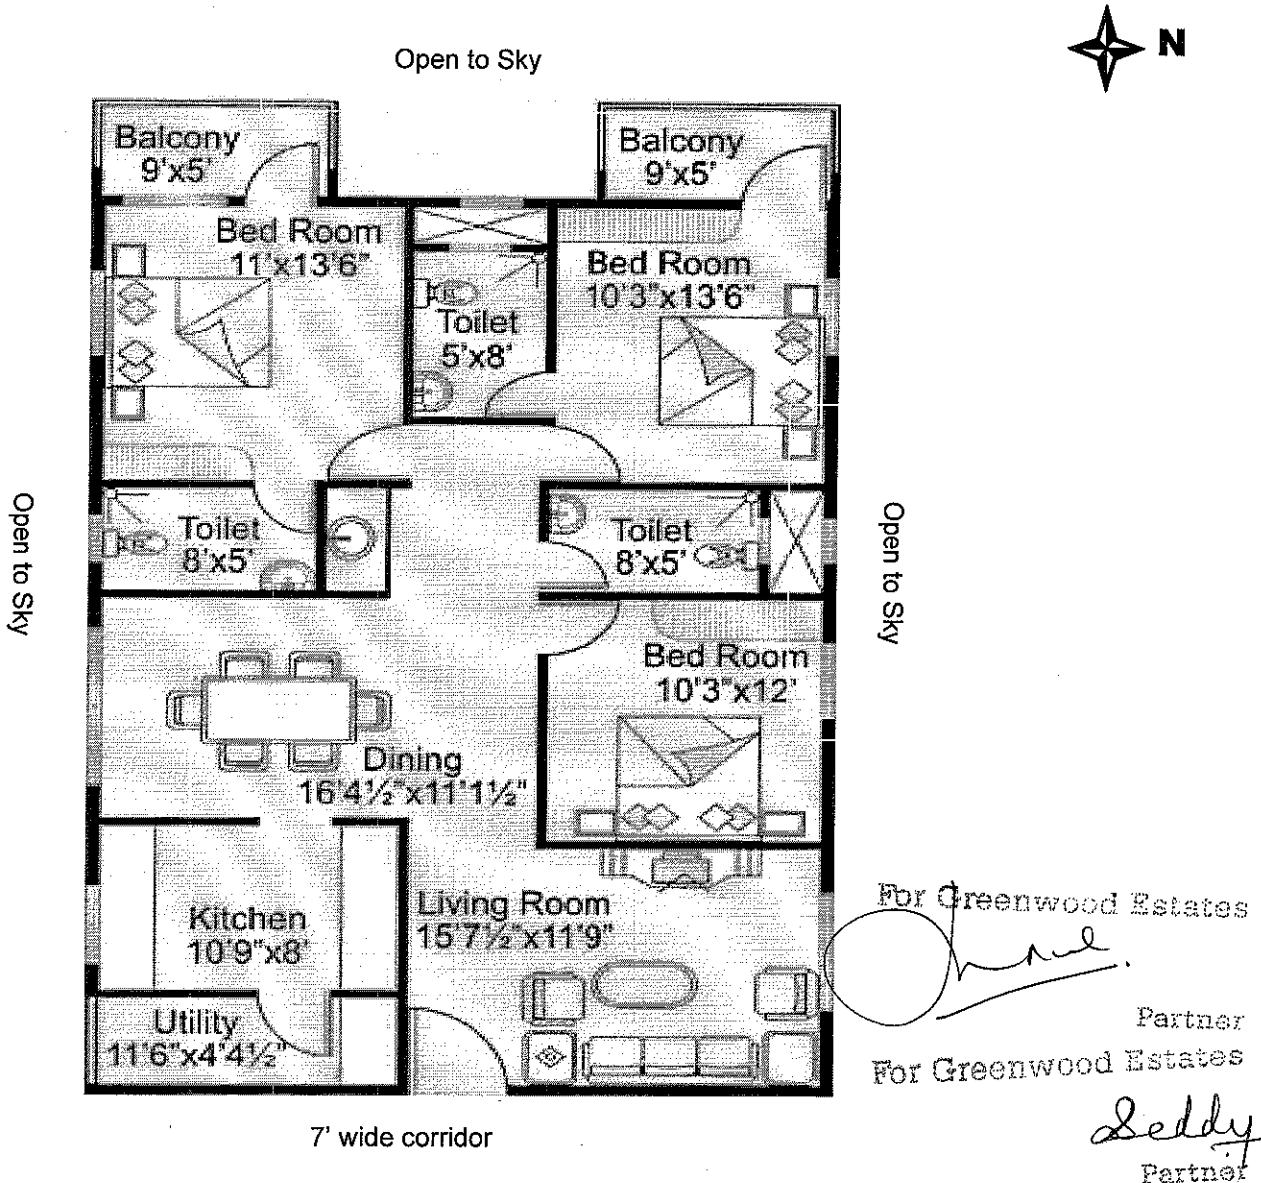 N
Open to Sky
Balcony
9'x5'
Balcony
9'x5'
Bed Room
11'x13'6"
Bed Room
10'3"x13'6"
Toilet
5'x8'
Open to Sky
Toilet
8'x5'
Toilet
8'x5'
Open to Sky
Bed Room
10'3"x12'
Dining
16'4½"x11'1½"
Kitchen
10'9"x8'
Living Room
15'7½"x11'9"
For Greenwood Estates
Partner
Utility
11'6"x4'4½"
For Greenwood Estates
Partner
7' wide corridor